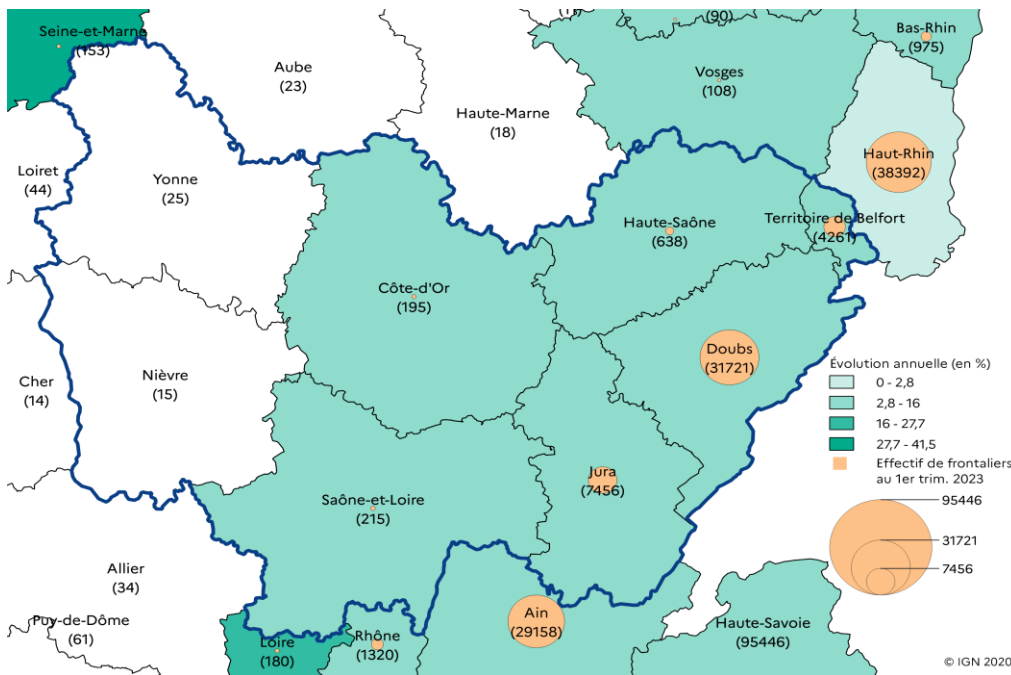 (90)
Seine-et-Marne
(153)
Bas-Rhin
(975)
Aube
(23)
Vosges
(108)
Haute-Marne
(18)
Haut-Rhin
(38392)
Loiret
(44)
Yonne
(25)
Haute-Saône
(638)
Territoire de Belfort
(4261)
Côte-d'Or
(195)
Doubs
(31721)
Cher
(14)
Nièvre
(15)
Évolution annuelle (en %)
0 - 2,8
2,8 - 16
16 - 27,7
27,7 - 41,5
Effectif de frontaliers
au 1er trim. 2023
95446
31721
7456
Jura
(7456)
Saône-et-Loire
(215)
Allier
(34)
Puy-de-Dôme
(61)
Loire
(180)
Rhône
(1320)
Ain
(29158)
Haute-Savoie
(95446)
© IGN 2020